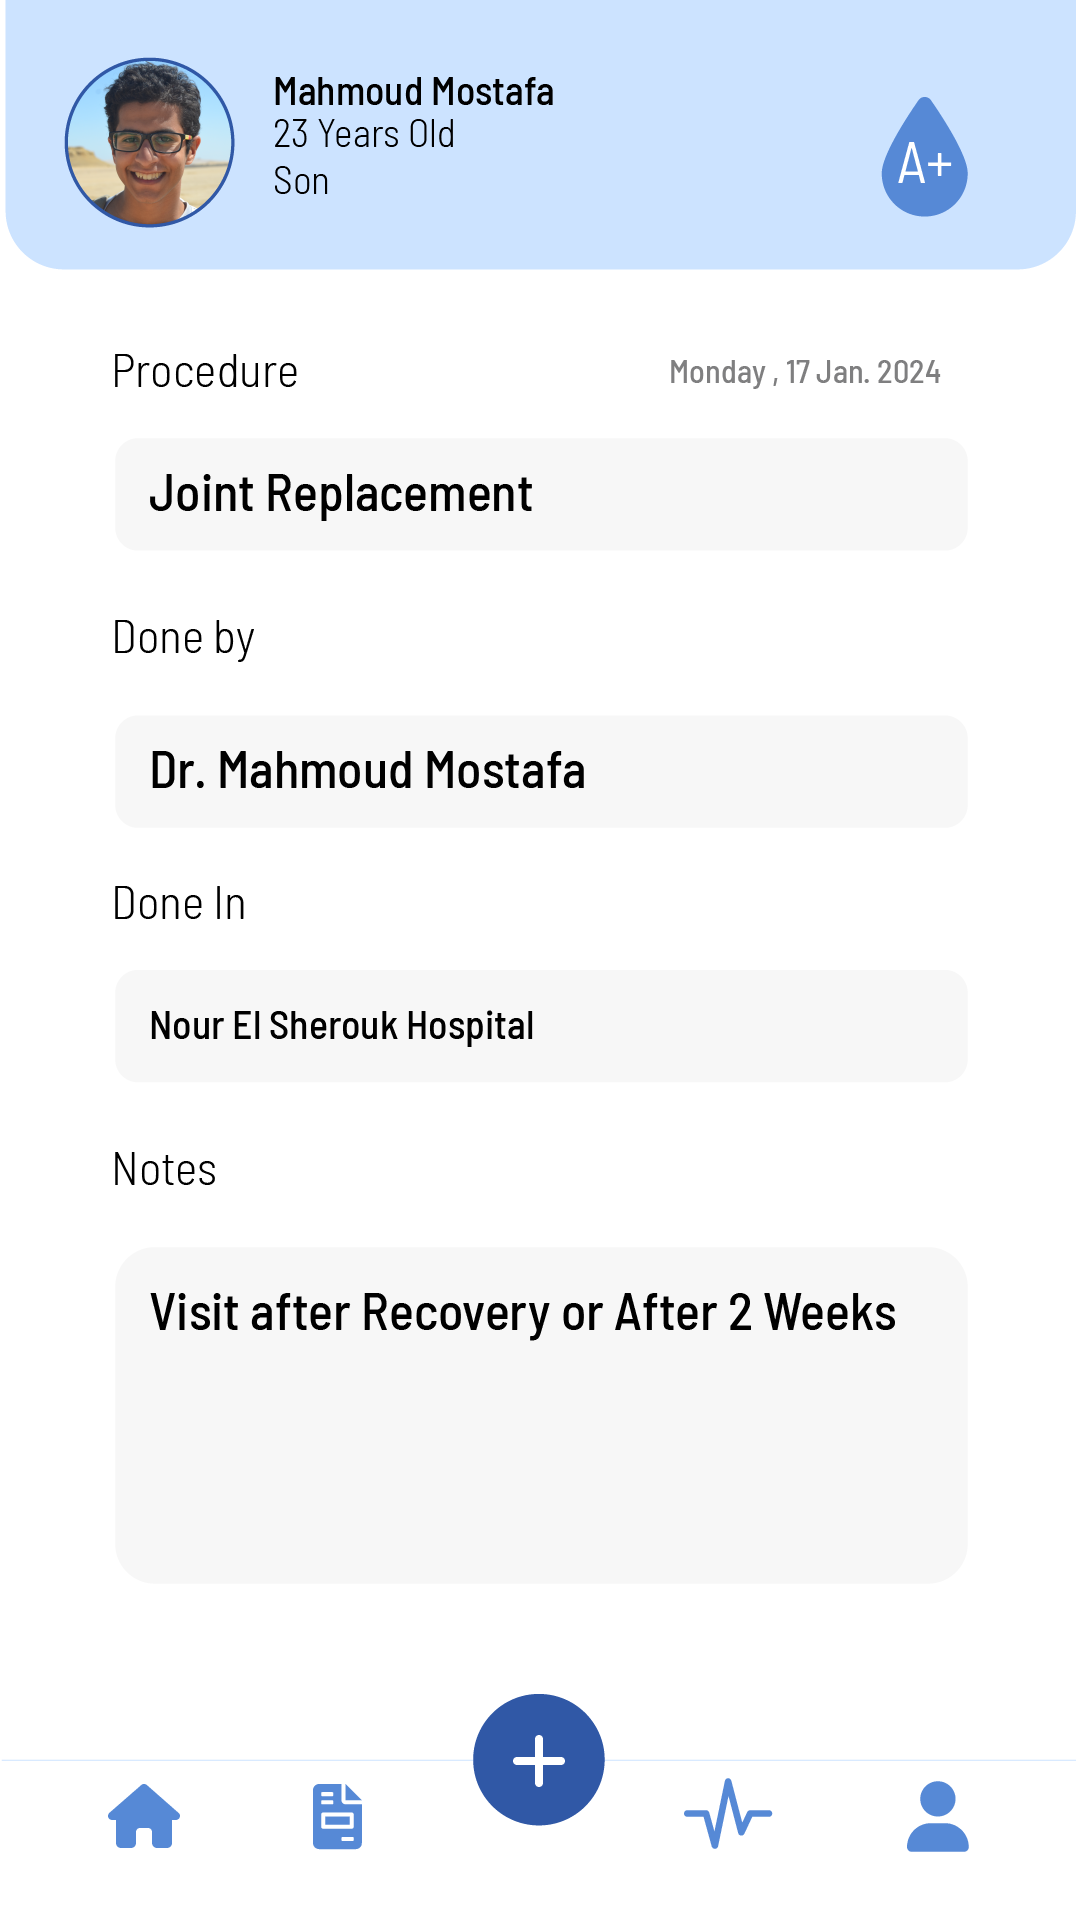 Mahmoud Mostafa
23 Years Old
Son
A+
Procedure
Monday , 17 Jan. 2024
Joint Replacement
Done by
Dr. Mahmoud Mostafa
Done In
Nour El Sherouk Hospital
Notes
Visit after Recovery or After 2 Weeks